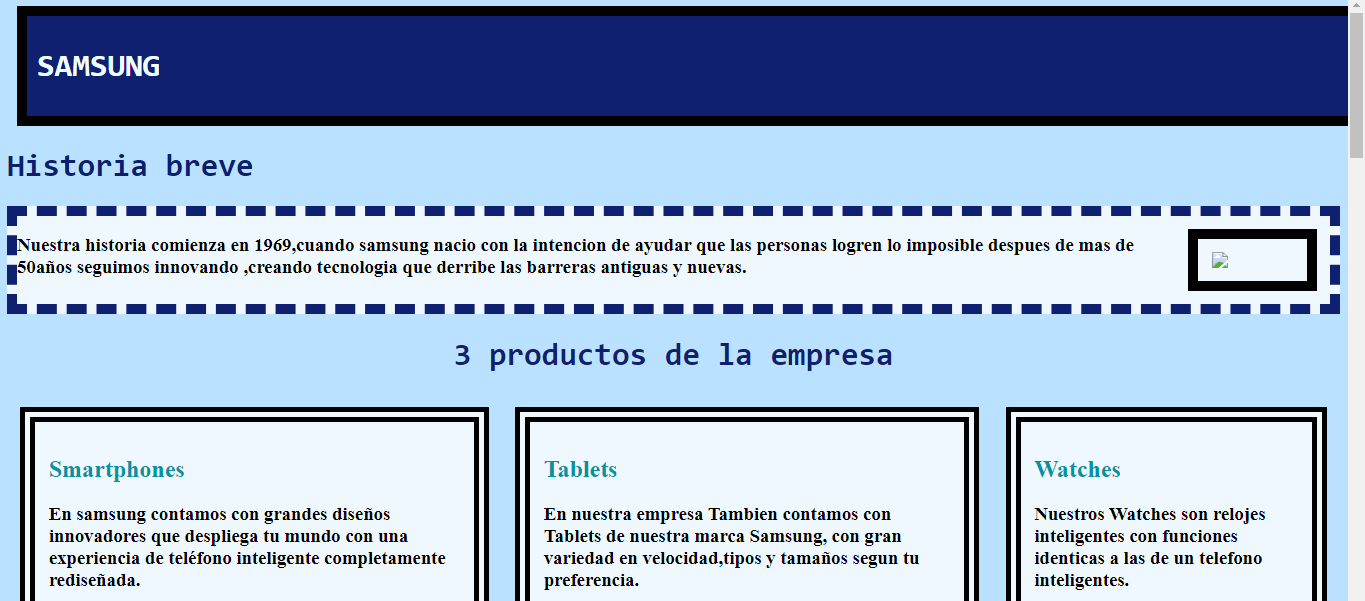 SAMSUNG
Historia breve
Nuestra historia comienza en 1969,cuando samsung nacio con la intencion de ayudar que las personas logren lo imposible despues de mas de
50años seguimos innovando ,creando tecnologia que derribe las barreras antiguas y nuevas.
3 productos de la empresa
Smartphones
En samsung contamos con grandes diseños
innovadores que despliega tu mundo con una
experiencia de teléfono inteligente completamente
rediseñada.
Tablets
En nuestra empresa Tambien contamos con
Tablets de nuestra marca Samsung, con gran
variedad en velocidad,tipos y tamaños segun tu
preferencia.
Watches
Nuestros Watches son relojes
inteligentes con funciones
identicas a las de un telefono
inteligentes.